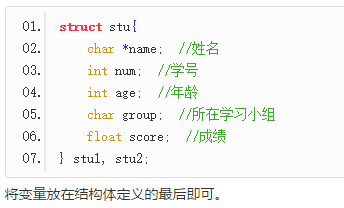 01. struct stu{
02. char *name; //姓名
03. int num; //学号
04. int age; //年龄
05. char group; //所在学习小组
06. float score; //成绩
07. } stu1, stu2;
将变量放在结构体定义的最后即可。